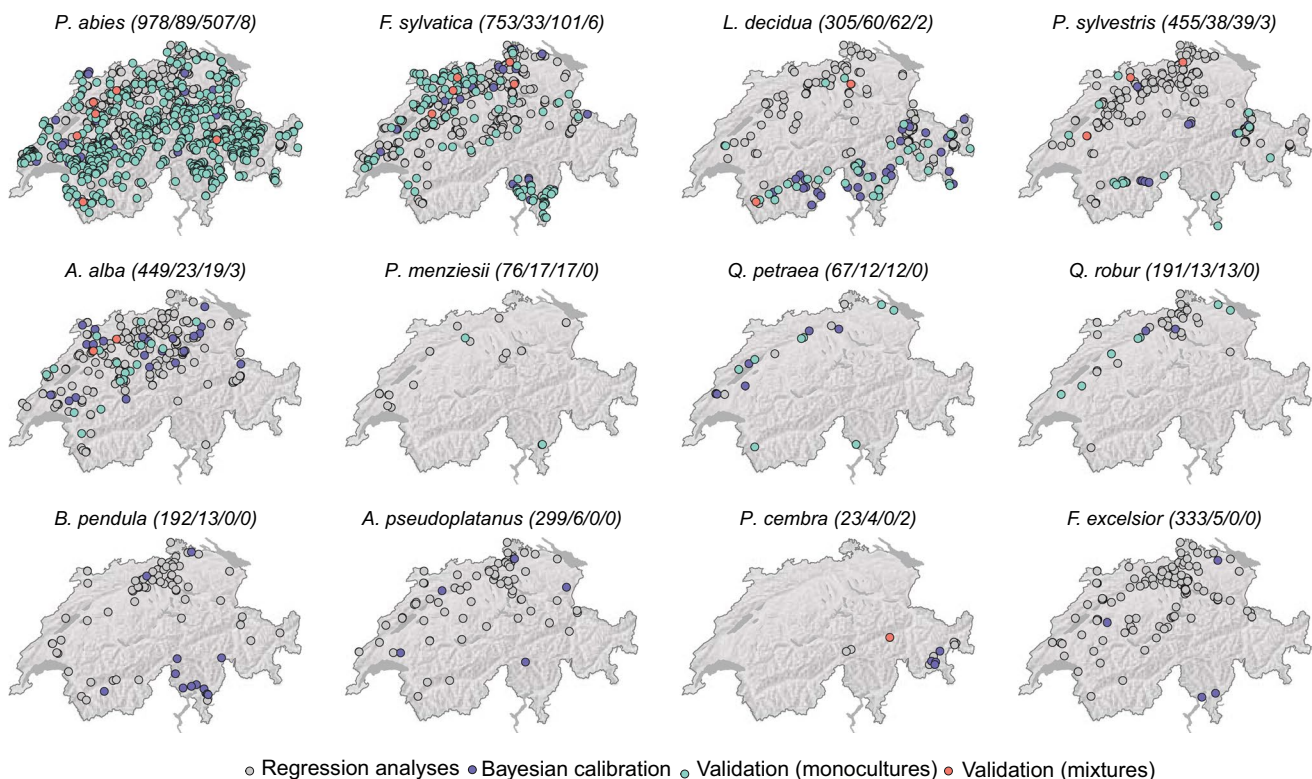 P. abies (978/89/507/8)
F. sylvatica (753/33/101/6)
L. decidua (305/60/62/2)
P. sylvestris (455/38/39/3)
A. alba (449/23/19/3)
P. menziesii (76/17/17/0)
Q. petraea (67/12/12/0)
Q. robur (191/13/13/0)
B. pendula (192/13/0/0)
A. pseudoplatanus (299/6/0/0)
P. cembra (23/4/0/2)
F. excelsior (333/5/0/0)
Regression analyses Bayesian calibration Validation (monocultures) Validation (mixtures)